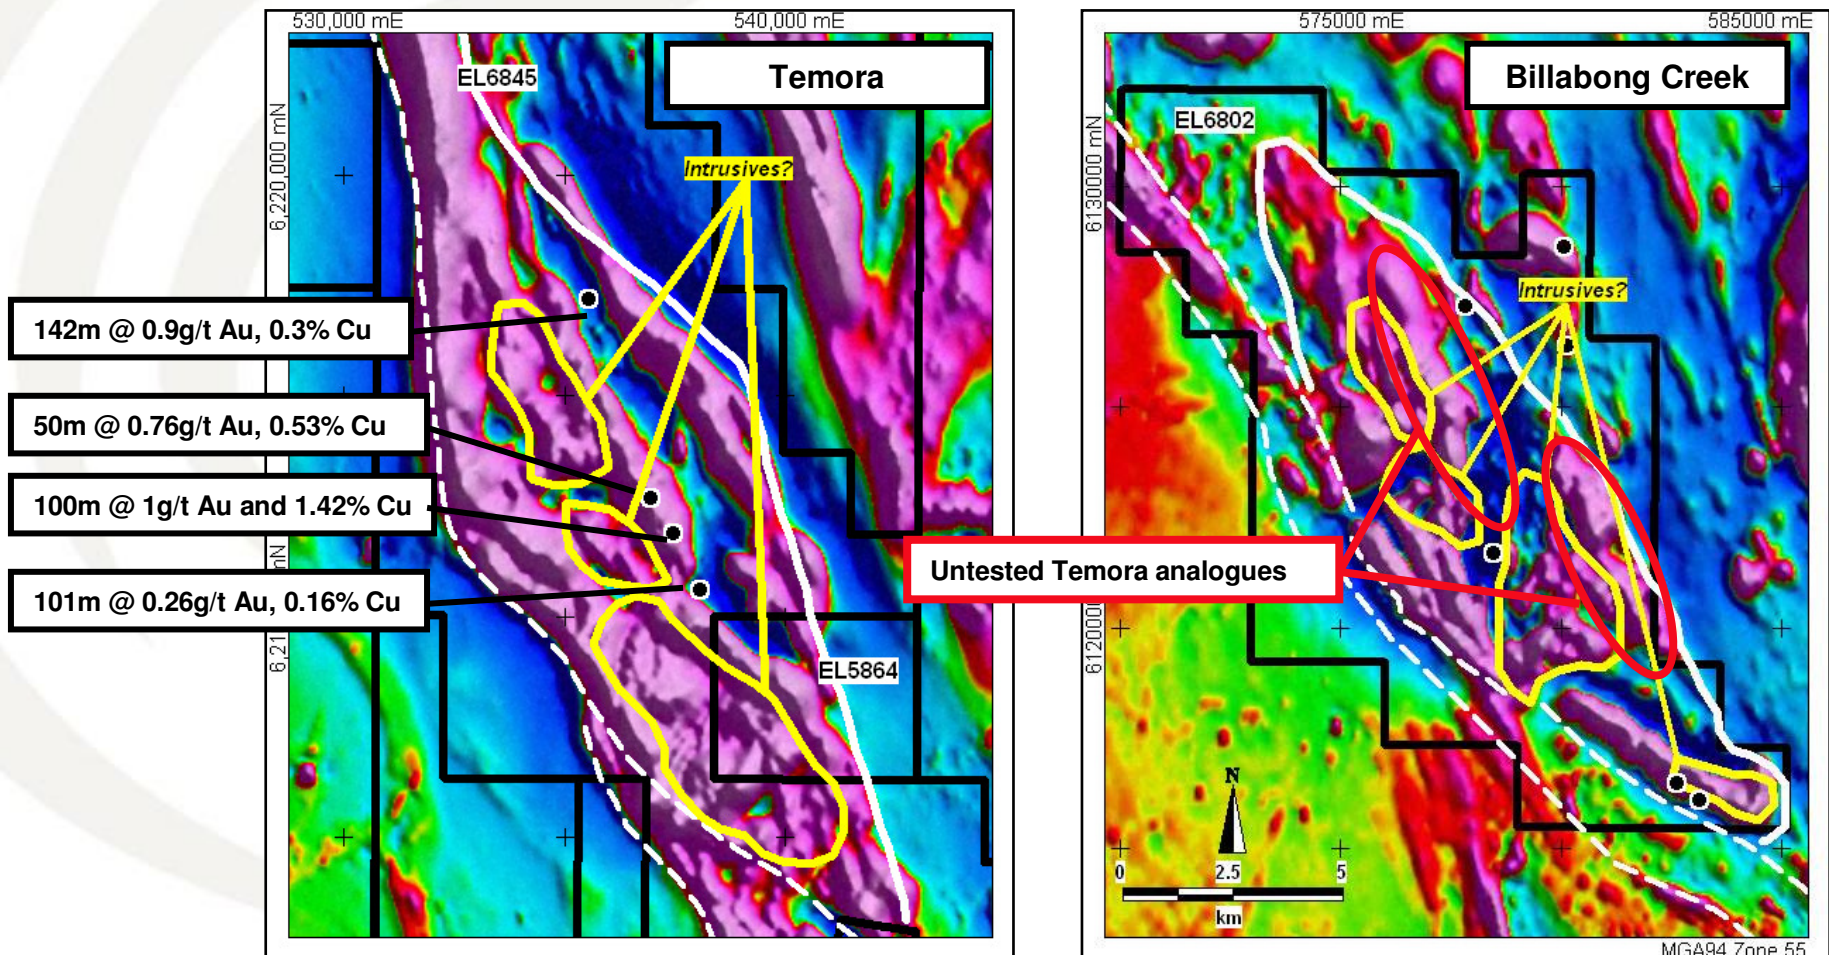 530,000 mE
540,000 mE
Temora
EL6845
6,220,000 mN
Intrusives?
142m @ 0.9g/t Au, 0.3% Cu
50m @ 0.76g/t Au, 0.53% Cu
100m @ 1g/t Au and 1.42% Cu
101m @ 0.26g/t Au, 0.16% Cu
EL5864
575000 mE
585000 mE
Billabong Creek
EL6802
6130000 mN
Intrusives?
Untested Temora analogues
N
0
2.5
5
km
MGA94 Zone 55